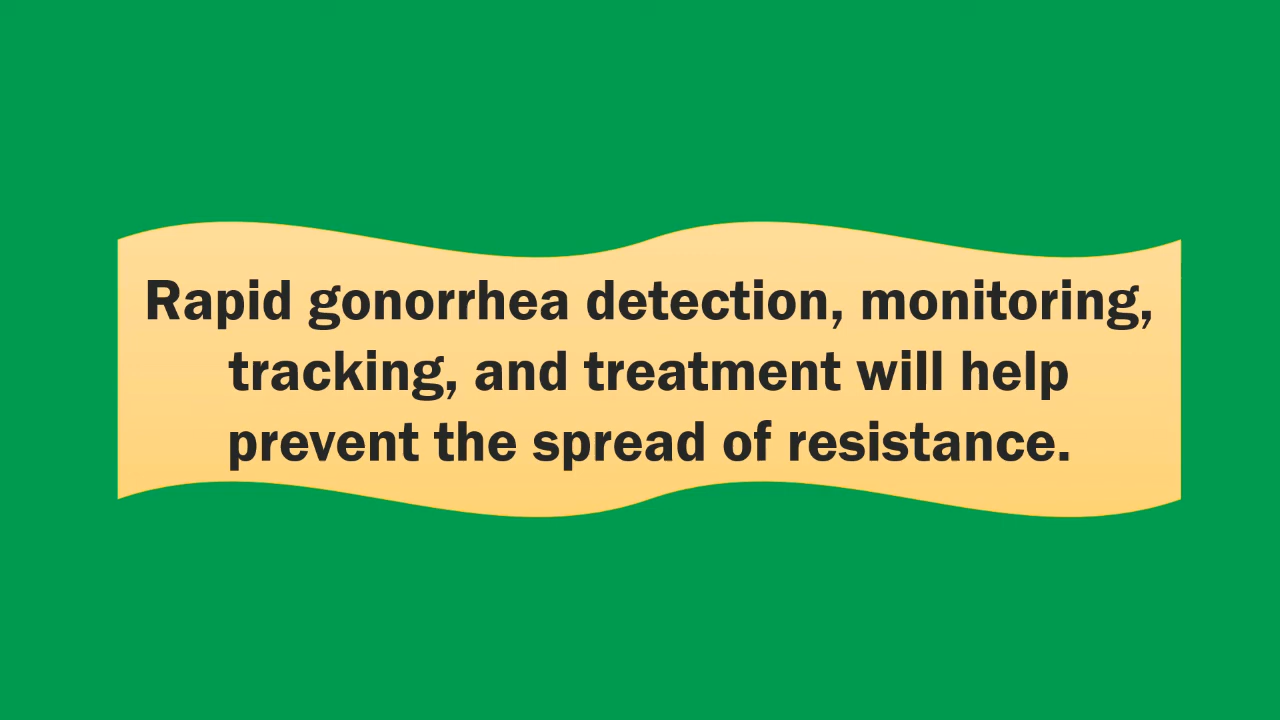 Rapid gonorrhea detection, monitoring,
tracking, and treatment will help
prevent the spread of resistance.